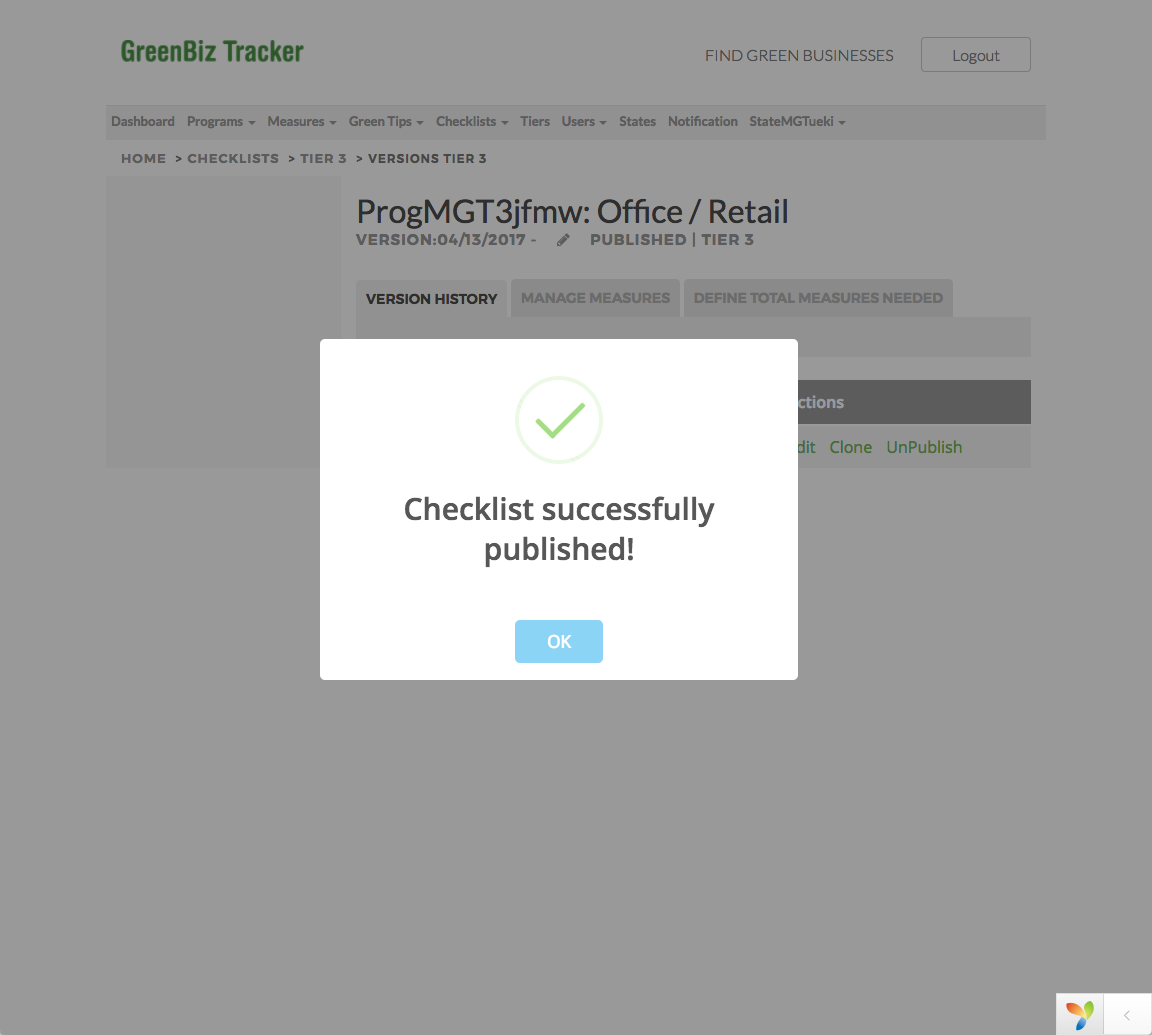 GreenBiz Tracker
FIND GREEN BUSINESSES
Logout
Dashboard Programs Measures Green Tips Checklists Tiers Users States Notification StateMGTueki
HOME > CHECKLISTS > TIER 3 > VERSIONS TIER 3
ProgMGT3jfmw: Office / Retail
VERSION:04/13/2017 - PUBLISHED | TIER 3
VERSION HISTORY MANAGE MEASURES DEFINE TOTAL MEASURES NEEDED
ctions
dit Clone UnPublish
Checklist successfully
published!
OK